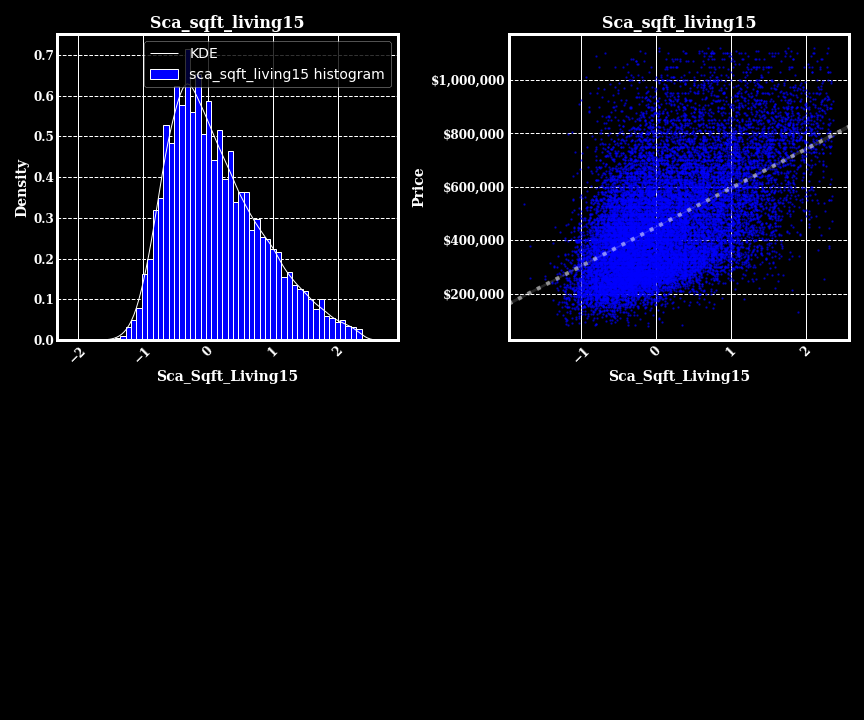 Sca_sqft_living15
KDE
sca_sqft_living15 histogram
Density
0.7
0.6
0.5
0.4
0.3
0.2
0.1
0.0
−2
−1
0
1
2
Sca_Sqft_Living15
Sca_sqft_living15
Price
$1,000,000
$800,000
$600,000
$400,000
$200,000
−1
0
1
2
Sca_Sqft_Living15